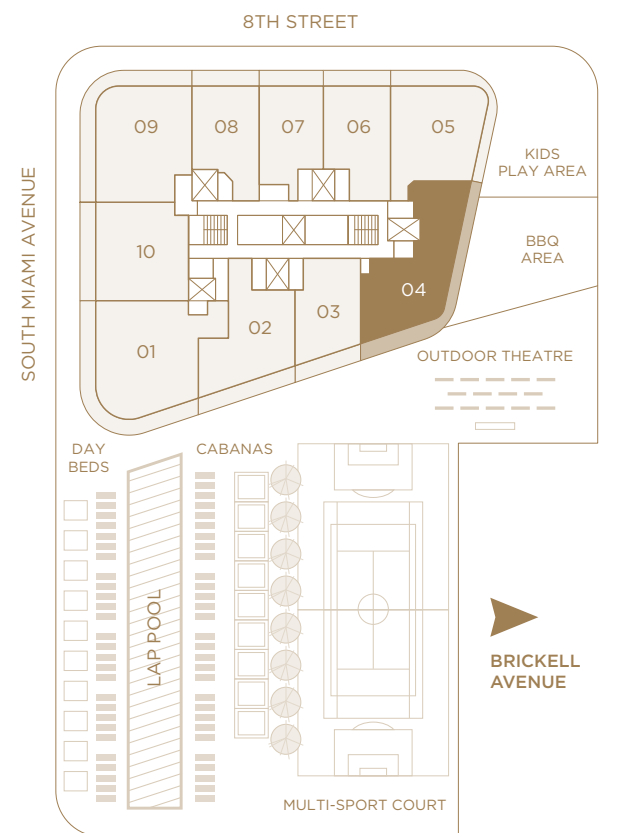 8TH STREET
SOUTH MIAMI AVENUE
09
08
07
06
05
KIDS
PLAY AREA
10
BBQ
AREA
04
03
02
01
OUTDOOR THEATRE
DAY
BEDS
CABANAS
LAP POOL
BRICKELL
AVENUE
MULTI-SPORT COURT